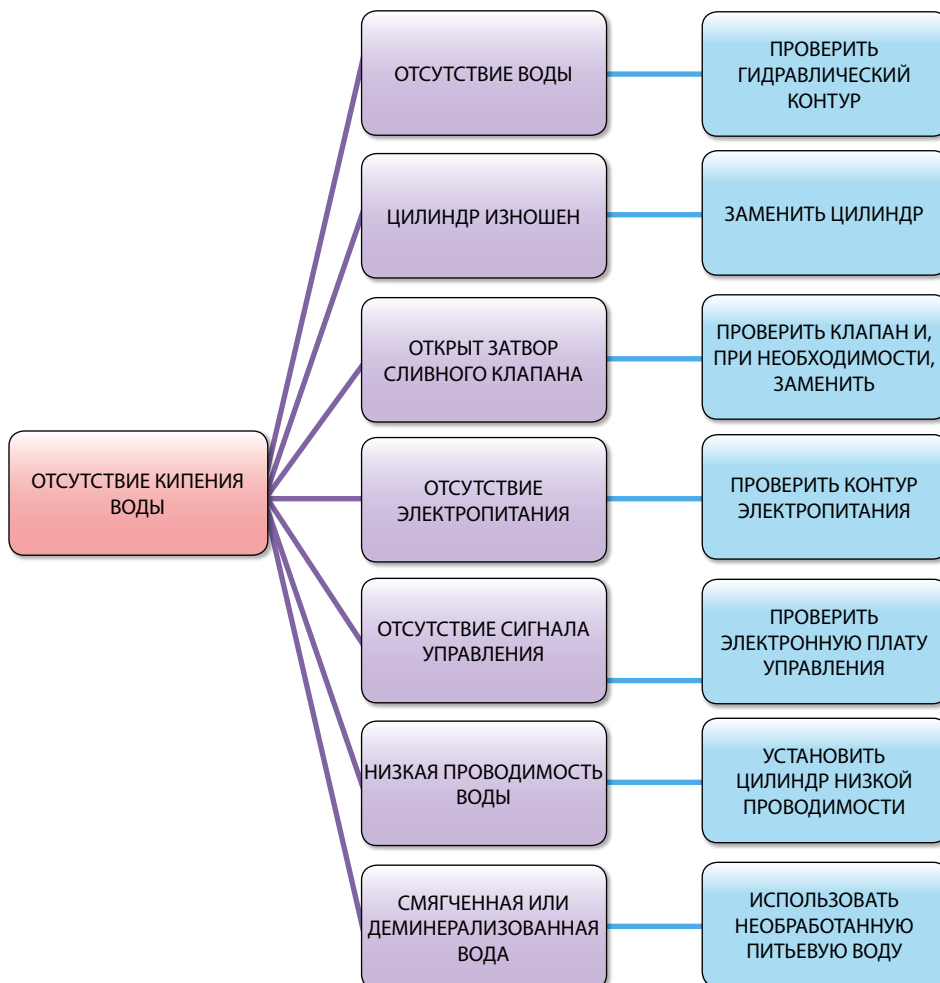 ОТСУТСТВИЕ ВОДЫ
ПРОВЕРИТЬ
ГИДРАВЛИЧЕСКИЙ
КОНТУР
ЦИЛИНДР ИЗНОШЕН
ЗАМЕНИТЬ ЦИЛИНДР
ОТКРЫТ ЗАТВОР
СЛИВНОГО КЛАПАНА
ПРОВЕРИТЬ КЛАПАН И,
ПРИ НЕОБХОДИМОСТИ,
ЗАМЕНИТЬ
ОТСУТСТВИЕ КИПЕНИЯ
ВОДЫ
ОТСУТСТВИЕ
ЭЛЕКТРОПИТАНИЯ
ПРОВЕРИТЬ КОНТУР
ЭЛЕКТРОПИТАНИЯ
ОТСУТСТВИЕ СИГНАЛА
УПРАВЛЕНИЯ
ПРОВЕРИТЬ
ЭЛЕКТРОННУЮ ПЛАТУ
УПРАВЛЕНИЯ
НИЗКАЯ ПРОВОДИМОСТЬ
ВОДЫ
УСТАНОВИТЬ
ЦИЛИНДР НИЗКОЙ
ПРОВОДИМОСТИ
СМЯГЧЕННАЯ ИЛИ
ДЕМИНЕРАЛИЗОВАННАЯ
ВОДА
ИСПОЛЬЗОВАТЬ
НЕОБРАБОТАННУЮ
ПИТЬЕВУЮ ВОДУ